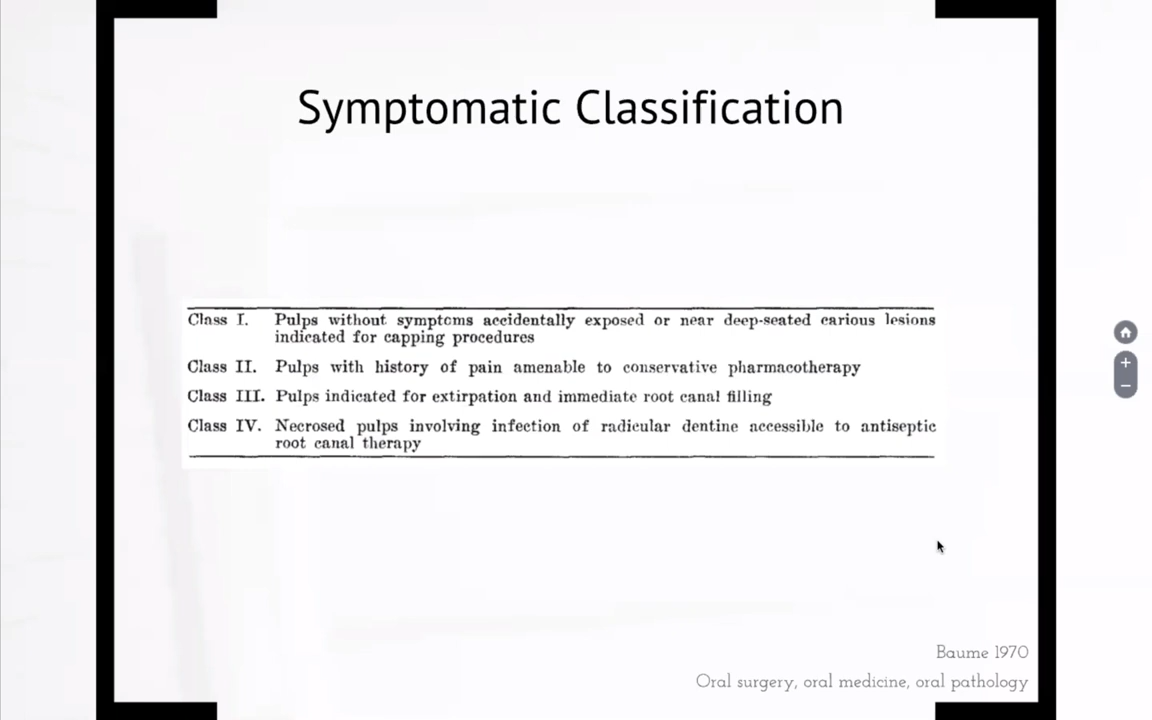 Symptomatic Classification
Class I. Pulps without symptoms accidentally exposed or near deep-seated carious lesions
indicated for capping procedures
Class II. Pulps with history of pain amenable to conservative pharmacotherapy
Class III. Pulps indicated for extirpation and immediate root canal filling
Class IV. Necrosed pulps involving infection of radicular dentine accessible to antiseptic
root canal therapy
Baume 1970
Oral surgery, oral medicine, oral pathology